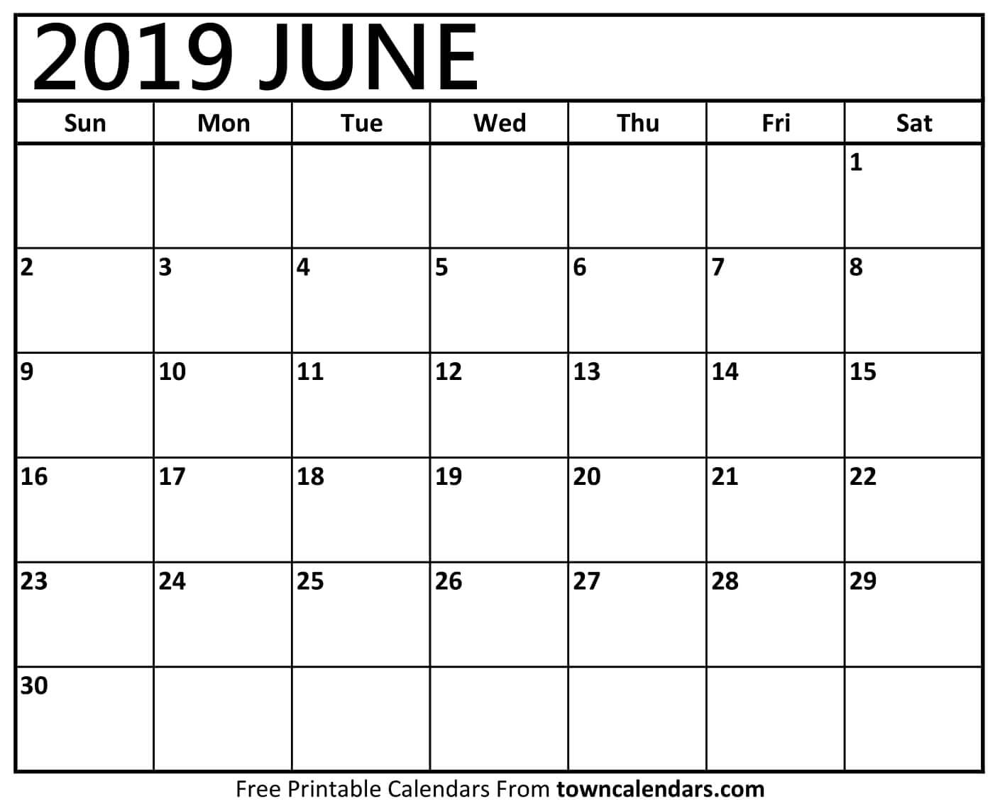 2019 JUNE
Sun Mon Tue Wed Thu Fri Sat
1
2 3 4 5 6 7 8
9 10 11 12 13 14 15
16 17 18 19 20 21 22
23 24 25 26 27 28 29
30
Free Printable Calendars From towncalendars.com